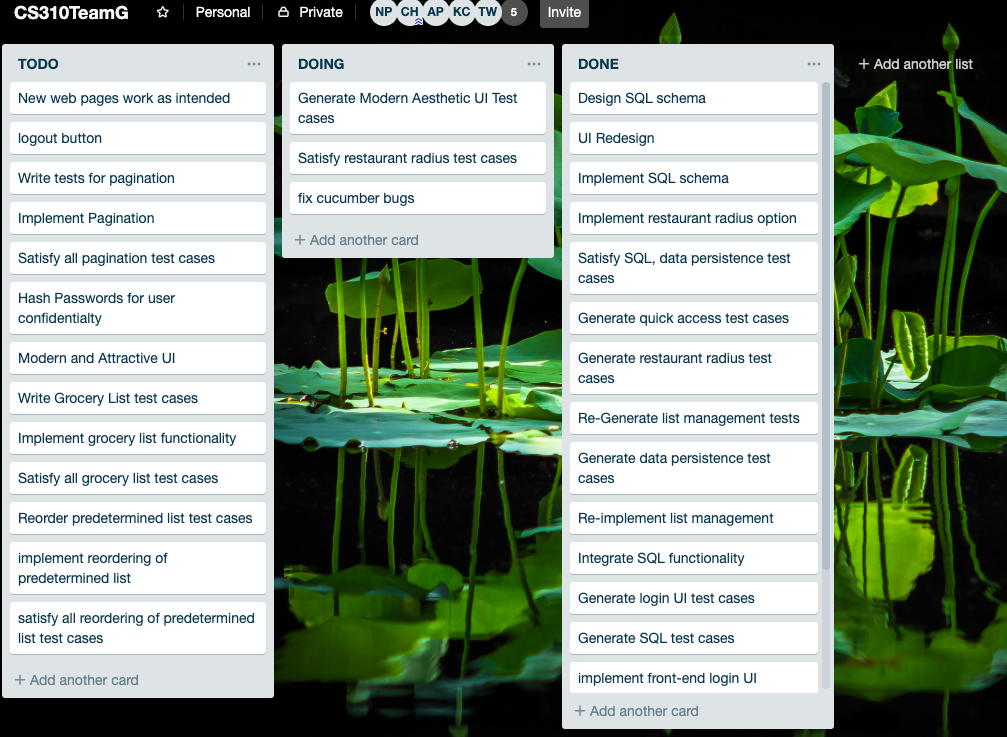 CS310TeamG
Personal
Private
NP
CH
AP
KC
TW
5
Invite
TODO
New web pages work as intended
logout button
Write tests for pagination
Implement Pagination
Satisfy all pagination test cases
Hash Passwords for user
confidentialty
Modern and Attractive UI
Write Grocery List test cases
Implement grocery list functionality
Satisfy all grocery list test cases
Reorder predetermined list test cases
implement reordering of
predetermined list
satisfy all reordering of predetermined
list test cases
+ Add another card
DOING
Generate Modern Aesthetic UI Test
cases
Satisfy restaurant radius test cases
fix cucumber bugs
+ Add another card
DONE
Design SQL schema
UI Redesign
Implement SQL schema
Implement restaurant radius option
Satisfy SQL, data persistence test
cases
Generate quick access test cases
Generate restaurant radius test
cases
Re-Generate list management tests
Generate data persistence test
cases
Re-implement list management
Integrate SQL functionality
Generate login UI test cases
Generate SQL test cases
implement front-end login UI
+ Add another card
+ Add another list